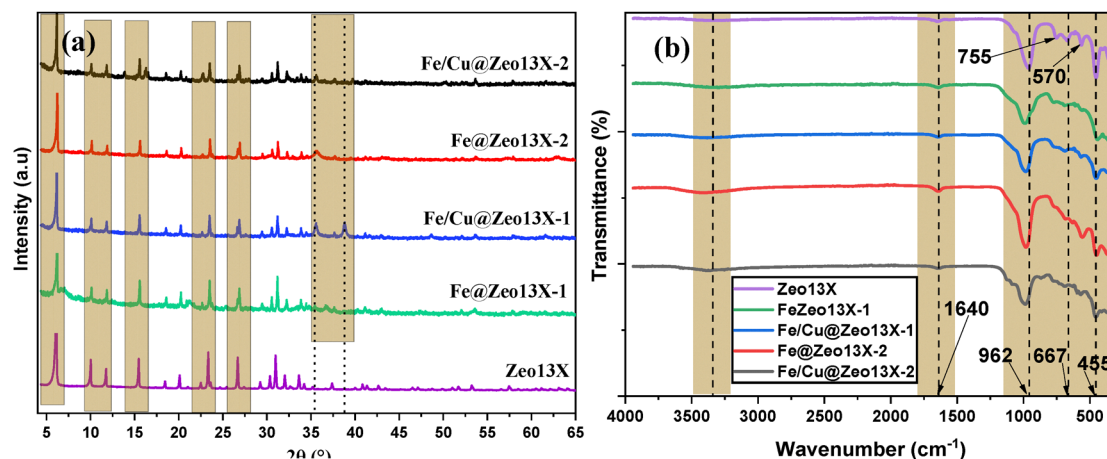 (a)
Fe/Cu@Zeo13X-2
Fe@Zeo13X-2
Fe/Cu@Zeo13X-1
Fe@Zeo13X-1
Zeo13X
Intensity (a.u)
5 10 15 20 25 30 35 40 45 50 55 60 65
2θ (°)
(b)
755
570
Transmittance (%)
Zeo13X
FeZeo13X-1
Fe/Cu@Zeo13X-1
Fe@Zeo13X-2
Fe/Cu@Zeo13X-2
1640
962
667
455
4000 3500 3000 2500 2000 1500 1000 500
Wavenumber (cm⁻¹)